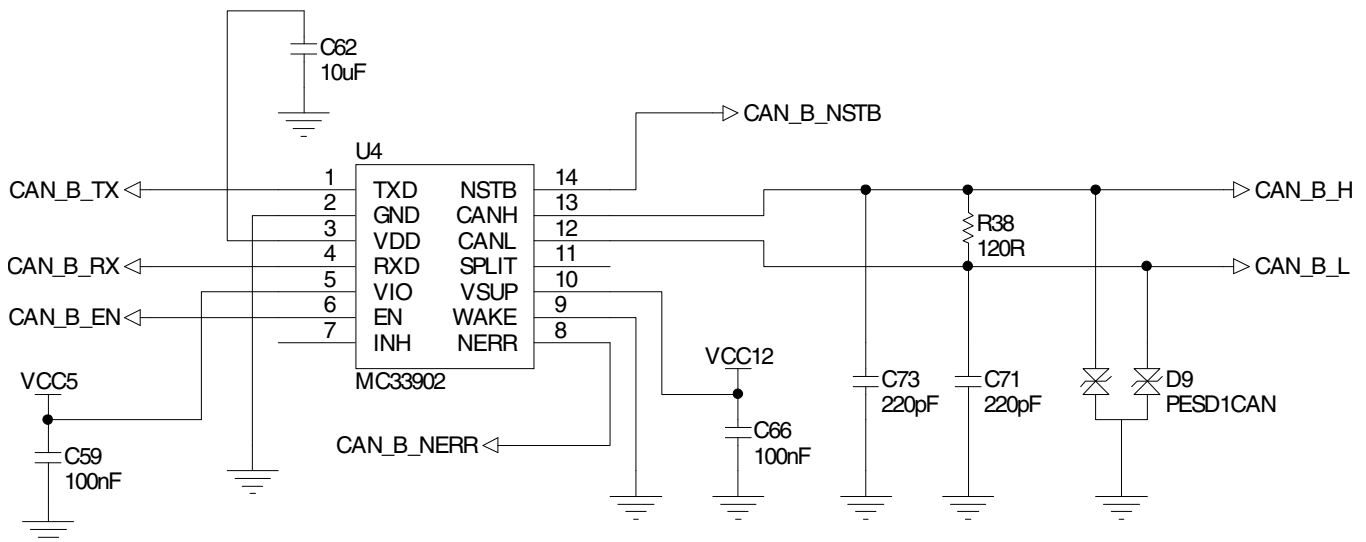 C62
10uF
CAN_B_NSTB
U4
CAN_B_TX
1 TXD NSTB 14
2 GND CANH 13
3 VDD CANL 12
4 RXD SPLIT 11
5 VIO VSUP 10
6 EN WAKE 9
7 INH NERR 8
MC33902
CAN_B_H
R38
120R
CAN_B_RX
CAN_B_L
CAN_B_EN
VCC5
VCC12
C73
220pF
C71
220pF
D9
PESD1CAN
CAN_B_NERR
C66
100nF
C59
100nF